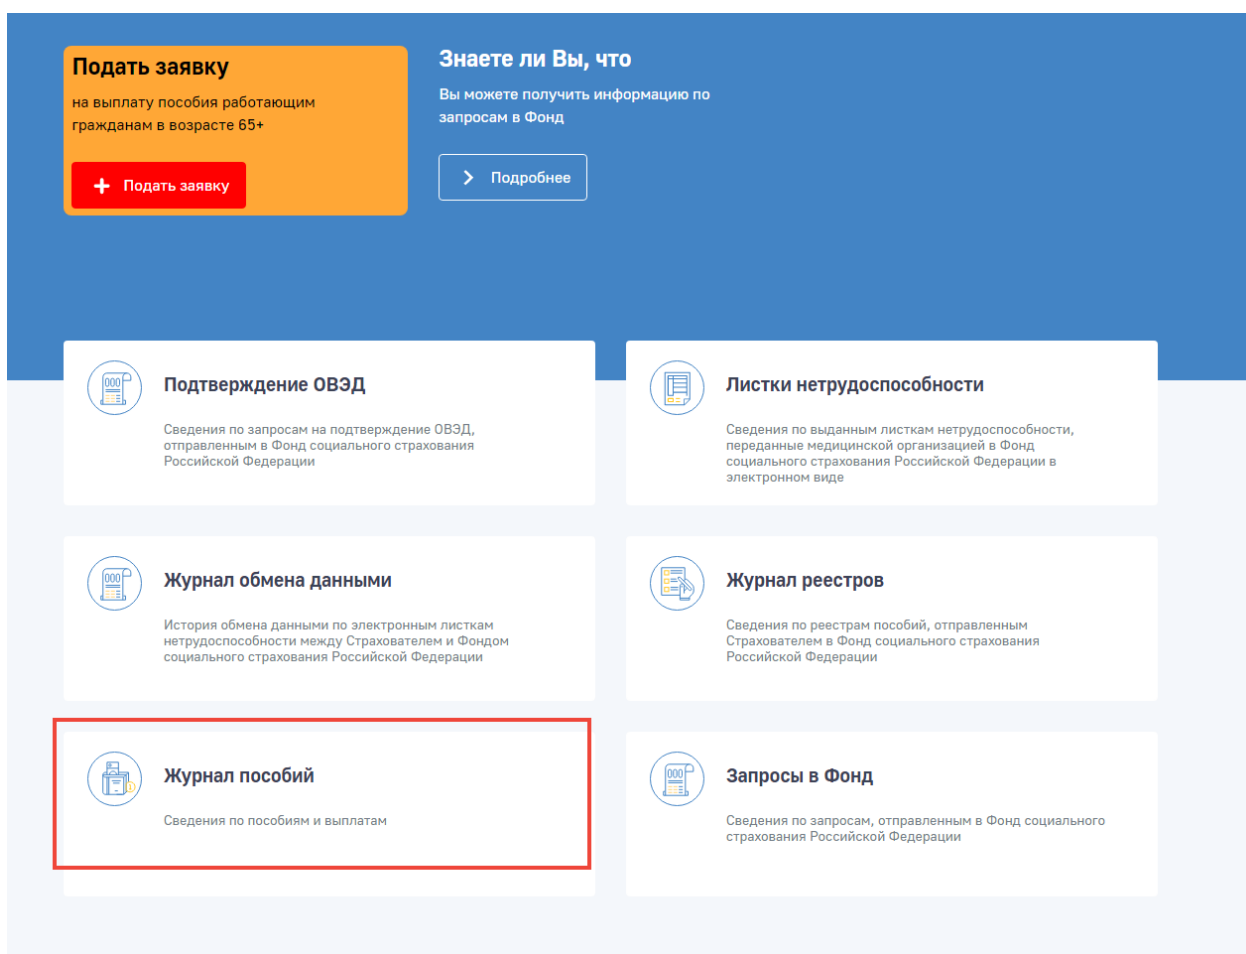 Подать заявку
на выплату пособия работающим
гражданам в возрасте 65+
Подать заявку
Знаете ли Вы, что
Вы можете получить информацию по
запросам в Фонд
Подробнее
Подтверждение ОВЭД
Сведения по запросам на подтверждение ОВЭД,
отправленным в Фонд социального страхования
Российской Федерации
Листки нетрудоспособности
Сведения по выданным листкам нетрудоспособности,
переданные медицинской организацией в Фонд
социального страхования Российской Федерации в
электронном виде
Журнал обмена данными
История обмена данными по электронным листкам
нетрудоспособности между Страхователем и Фондом
социального страхования Российской Федерации
Журнал реестров
Сведения по реестрам пособий, отправленным
Страхователем в Фонд социального страхования
Российской Федерации
Журнал пособий
Сведения по пособиям и выплатам
Запросы в Фонд
Сведения по запросам, отправленным в Фонд социального
страхования Российской Федерации